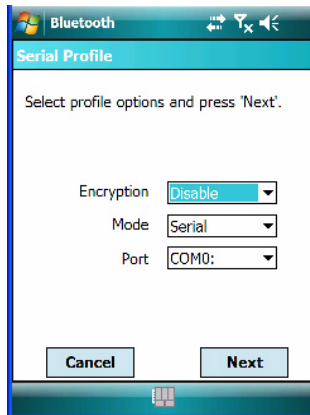 Bluetooth
Serial Profile
Select profile options and press 'Next'.
Encryption Disable
Mode Serial
Port COM0:
Cancel Next